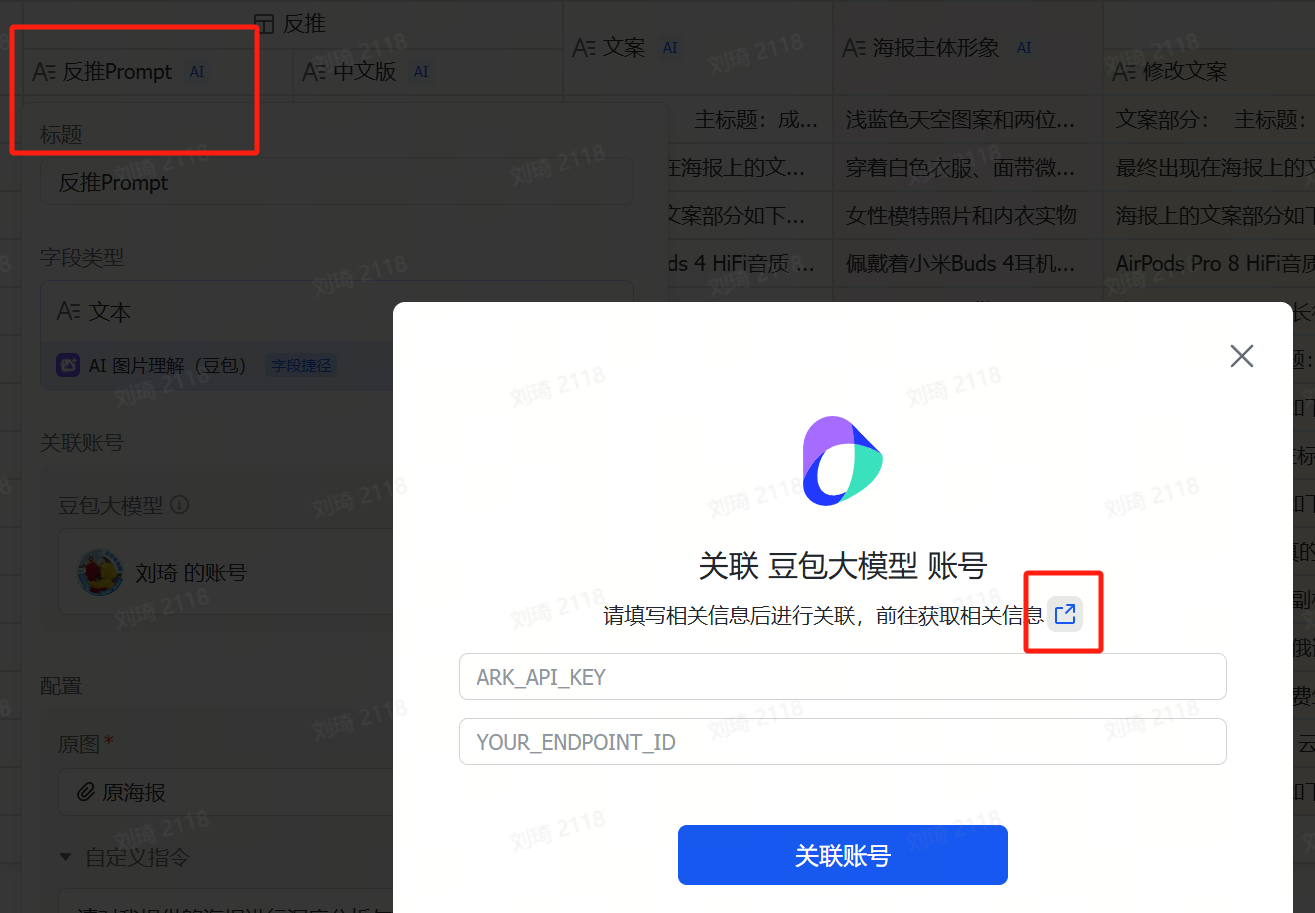 反推
反推Prompt AI
中文版 AI
文案 AI
海报主体形象 AI
修改文案
主标题：成...
浅蓝色天空图案和两位...
文案部分： 主标题：
在海报上的文...
穿着白色衣服、面带微...
最终出现在海报上的文
文案部分如下...
女性模特照片和内衣实物
海报上的文案部分如下
ds 4 HiFi音质 ...
佩戴着小米Buds 4耳机...
AirPods Pro 8 HiFi音质
标题
反推Prompt
字段类型
文本
AI 图片理解（豆包） 字段捷径
关联账号
豆包大模型
刘琦 的账号
配置
原图*
原海报
自定义指令
关联 豆包大模型 账号
请填写相关信息后进行关联，前往获取相关信息
ARK_API_KEY
YOUR_ENDPOINT_ID
关联账号
刘琦 2118